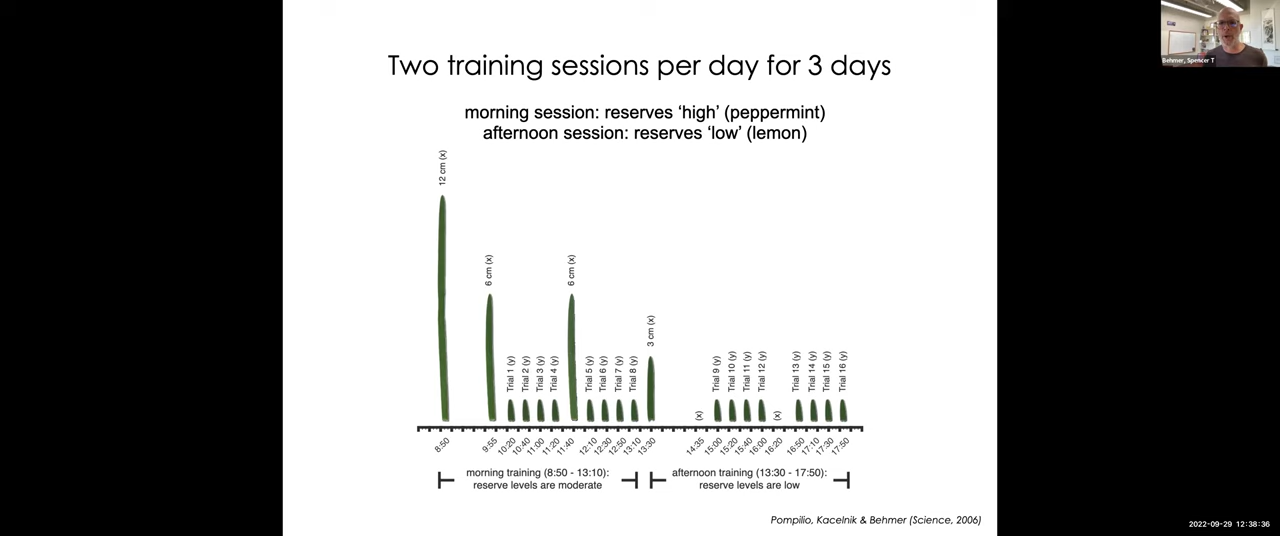 Two training sessions per day for 3 days
morning session: reserves ‘high’ (peppermint)
afternoon session: reserves ‘low’ (lemon)
12 cm (x)
6 cm (x)
Trial 1 (y)
Trial 2 (y)
Trial 3 (y)
Trial 4 (y)
6 cm (x)
Trial 5 (y)
Trial 6 (y)
Trial 7 (y)
Trial 8 (y)
3 cm (x)
(x)
Trial 9 (y)
Trial 10 (y)
Trial 11 (y)
Trial 12 (y)
(x)
Trial 13 (y)
Trial 14 (y)
Trial 15 (y)
Trial 16 (y)
8:50
9:55
10:20
10:40
11:00
11:20
11:40
12:10
12:30
12:50
13:10
13:30
14:35
15:00
15:20
15:40
16:00
16:20
16:50
17:10
17:30
17:50
morning training (8:50 - 13:10):
reserve levels are moderate
afternoon training (13:30 - 17:50):
reserve levels are low
Pompilio, Kacelnik & Behmer (Science, 2006)
Behmer, Spencer T
2022-09-29 12:38:36